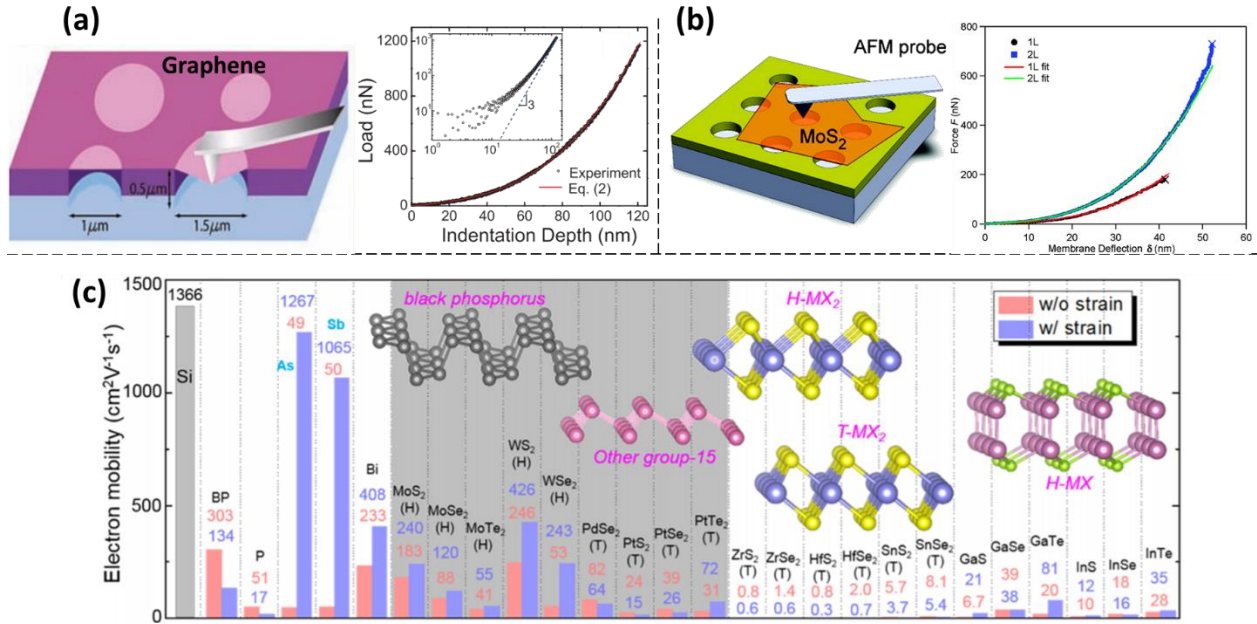 (a)
Graphene
0.5μm
1μm
1.5μm
Load (nN)
1200
1000
800
600
400
200
0
10³
10²
10¹
10⁰
10¹
10²
3
Experiment
Eq. (2)
0 20 40 60 80 100 120
Indentation Depth (nm)
(b)
AFM probe
MoS₂
Force F (nN)
800
600
400
200
0
1L
2L
1L fit
2L fit
0 10 20 30 40 50 60
Membrane Deflection δ (nm)
(c)
Electron mobility (cm²V⁻¹s⁻¹)
1500
1000
500
0
1366
Si
BP
303
134
P
51
17
1267
49
As
Sb
1065
50
Bi
408
233
MoS₂
(H)
240
183
MoSe₂
(H)
120
88
MoTe₂
(H)
55
41
WS₂
(H)
426
246
WSe₂
(H)
243
53
PdSe₂
(T)
82
64
PtS₂
(T)
24
15
PtSe₂
(T)
39
26
PtTe₂
(T)
72
31
ZrS₂
(T)
0.8
0.6
ZrSe₂
(T)
1.4
0.6
HfS₂
(T)
0.8
0.3
HfSe₂
(T)
2.0
0.7
SnS₂
(T)
5.7
3.7
SnSe₂
(T)
8.1
5.4
GaS
21
6.7
GaSe
39
38
GaTe
81
20
InS
12
10
InSe
18
16
InTe
35
28
black phosphorus
Other group-15
H-MX₂
T-MX₂
H-MX
w/o strain
w/ strain